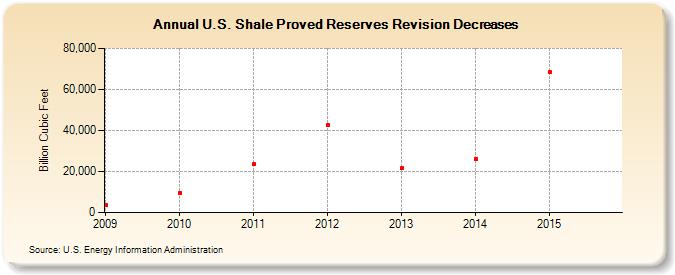 Annual U.S. Shale Proved Reserves Revision Decreases
Billion Cubic Feet
80,000
60,000
40,000
20,000
0
2009 2010 2011 2012 2013 2014 2015
Source: U.S. Energy Information Administration